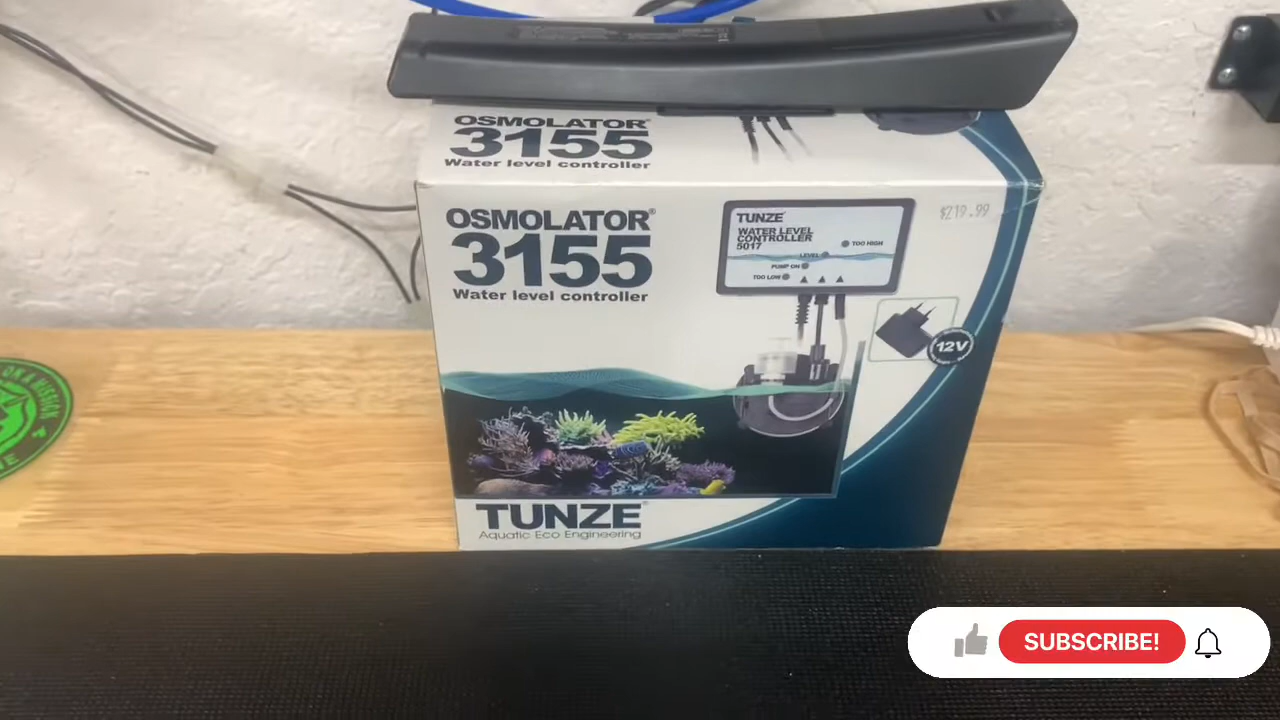 OSMOLATOR
3155
Water level controller
OSMOLATOR®
3155
Water level controller
TUNZE
WATER LEVEL
CONTROLLER
5017
TOO HIGH
LEVEL
PUMP ON
TOO LOW
$219.99
12V
TUNZE®
Aquatic Eco Engineering
SUBSCRIBE!